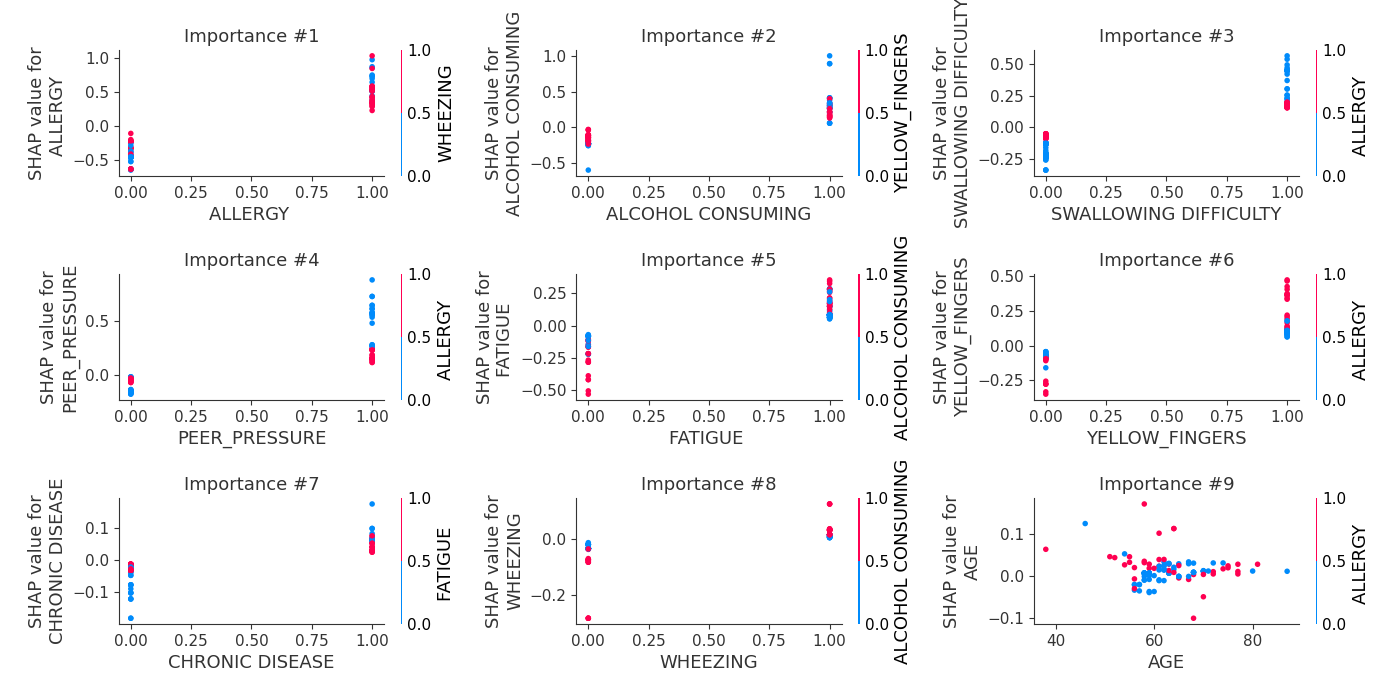 Importance #1
SHAP value for
ALLERGY
1.0
0.5
0.0
−0.5
0.00
0.25
0.50
0.75
1.00
ALLERGY
1.0
0.5
0.0
WHEEZING
Importance #2
SHAP value for
ALCOHOL CONSUMING
1.0
0.5
0.0
−0.5
0.00
0.25
0.50
0.75
1.00
ALCOHOL CONSUMING
1.0
0.5
0.0
YELLOW_FINGERS
Importance #3
SHAP value for
SWALLOWING DIFFICULTY
0.50
0.25
0.00
−0.25
0.00
0.25
0.50
0.75
1.00
SWALLOWING DIFFICULTY
1.0
0.5
0.0
ALLERGY
Importance #4
SHAP value for
PEER_PRESSURE
0.5
0.0
0.00
0.25
0.50
0.75
1.00
PEER_PRESSURE
1.0
0.5
0.0
ALLERGY
Importance #5
SHAP value for
FATIGUE
0.25
0.00
−0.25
−0.50
0.00
0.25
0.50
0.75
1.00
FATIGUE
1.0
0.5
0.0
ALCOHOL CONSUMING
Importance #6
SHAP value for
YELLOW_FINGERS
0.50
0.25
0.00
−0.25
0.00
0.25
0.50
0.75
1.00
YELLOW_FINGERS
1.0
0.5
0.0
ALLERGY
Importance #7
SHAP value for
CHRONIC DISEASE
0.1
0.0
−0.1
0.00
0.25
0.50
0.75
1.00
CHRONIC DISEASE
1.0
0.5
0.0
FATIGUE
Importance #8
SHAP value for
WHEEZING
0.0
−0.2
0.00
0.25
0.50
0.75
1.00
WHEEZING
1.0
0.5
0.0
ALCOHOL CONSUMING
Importance #9
SHAP value for
AGE
0.1
0.0
−0.1
40
60
80
AGE
1.0
0.5
0.0
ALLERGY